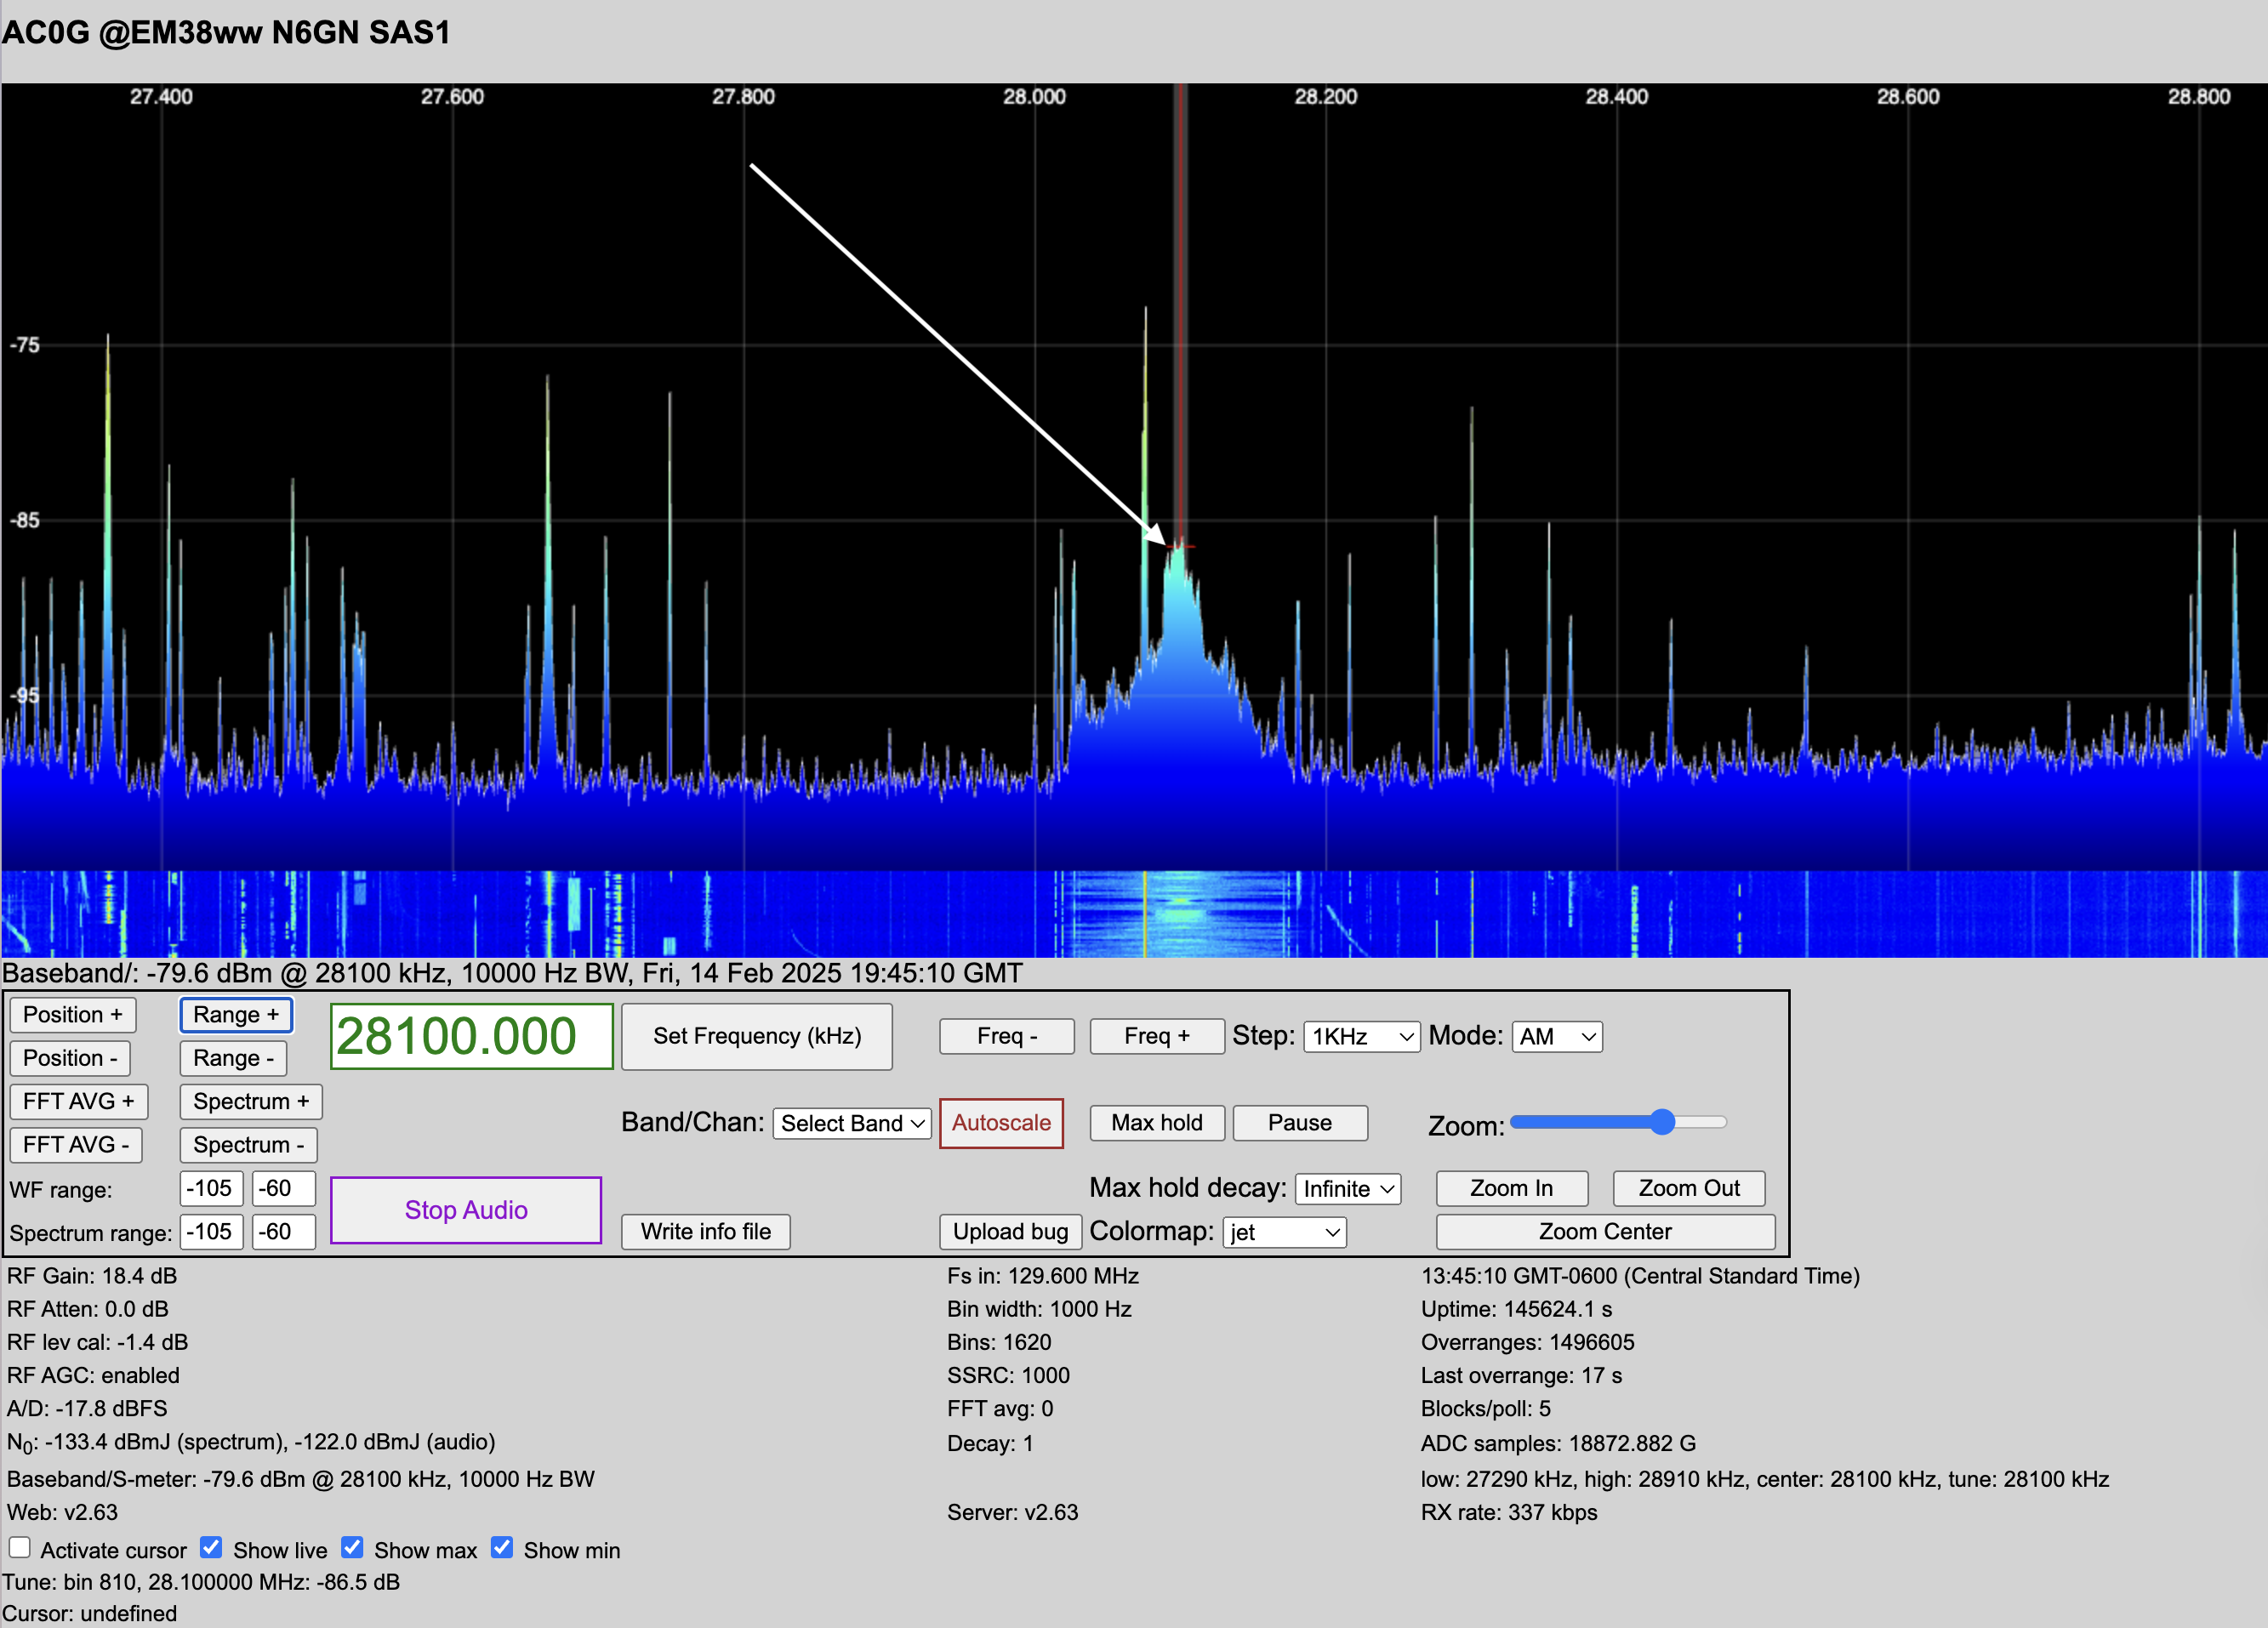 AC0G @EM38ww N6GN SAS1
27.400 27.600 27.800 28.000 28.200 28.400 28.600 28.800
-75
-85
-95
Baseband/: -79.6 dBm @ 28100 kHz, 10000 Hz BW, Fri, 14 Feb 2025 19:45:10 GMT
Position + Range + 28100.000 Set Frequency (kHz) Freq - Freq + Step: 1KHz Mode: AM
Position - Range -
FFT AVG + Spectrum +
Band/Chan: Select Band Autoscale Max hold Pause Zoom:
FFT AVG - Spectrum -
WF range: -105 -60 Stop Audio Max hold decay: Infinite Zoom In Zoom Out
Spectrum range: -105 -60 Write info file Upload bug Colormap: jet Zoom Center
RF Gain: 18.4 dB Fs in: 129.600 MHz 13:45:10 GMT-0600 (Central Standard Time)
RF Atten: 0.0 dB Bin width: 1000 Hz Uptime: 145624.1 s
RF lev cal: -1.4 dB Bins: 1620 Overranges: 1496605
RF AGC: enabled SSRC: 1000 Last overrange: 17 s
A/D: -17.8 dBFS FFT avg: 0 Blocks/poll: 5
N0: -133.4 dBmJ (spectrum), -122.0 dBmJ (audio) Decay: 1 ADC samples: 18872.882 G
Baseband/S-meter: -79.6 dBm @ 28100 kHz, 10000 Hz BW low: 27290 kHz, high: 28910 kHz, center: 28100 kHz, tune: 28100 kHz
Web: v2.63 Server: v2.63 RX rate: 337 kbps
Activate cursor Show live Show max Show min
Tune: bin 810, 28.100000 MHz: -86.5 dB
Cursor: undefined